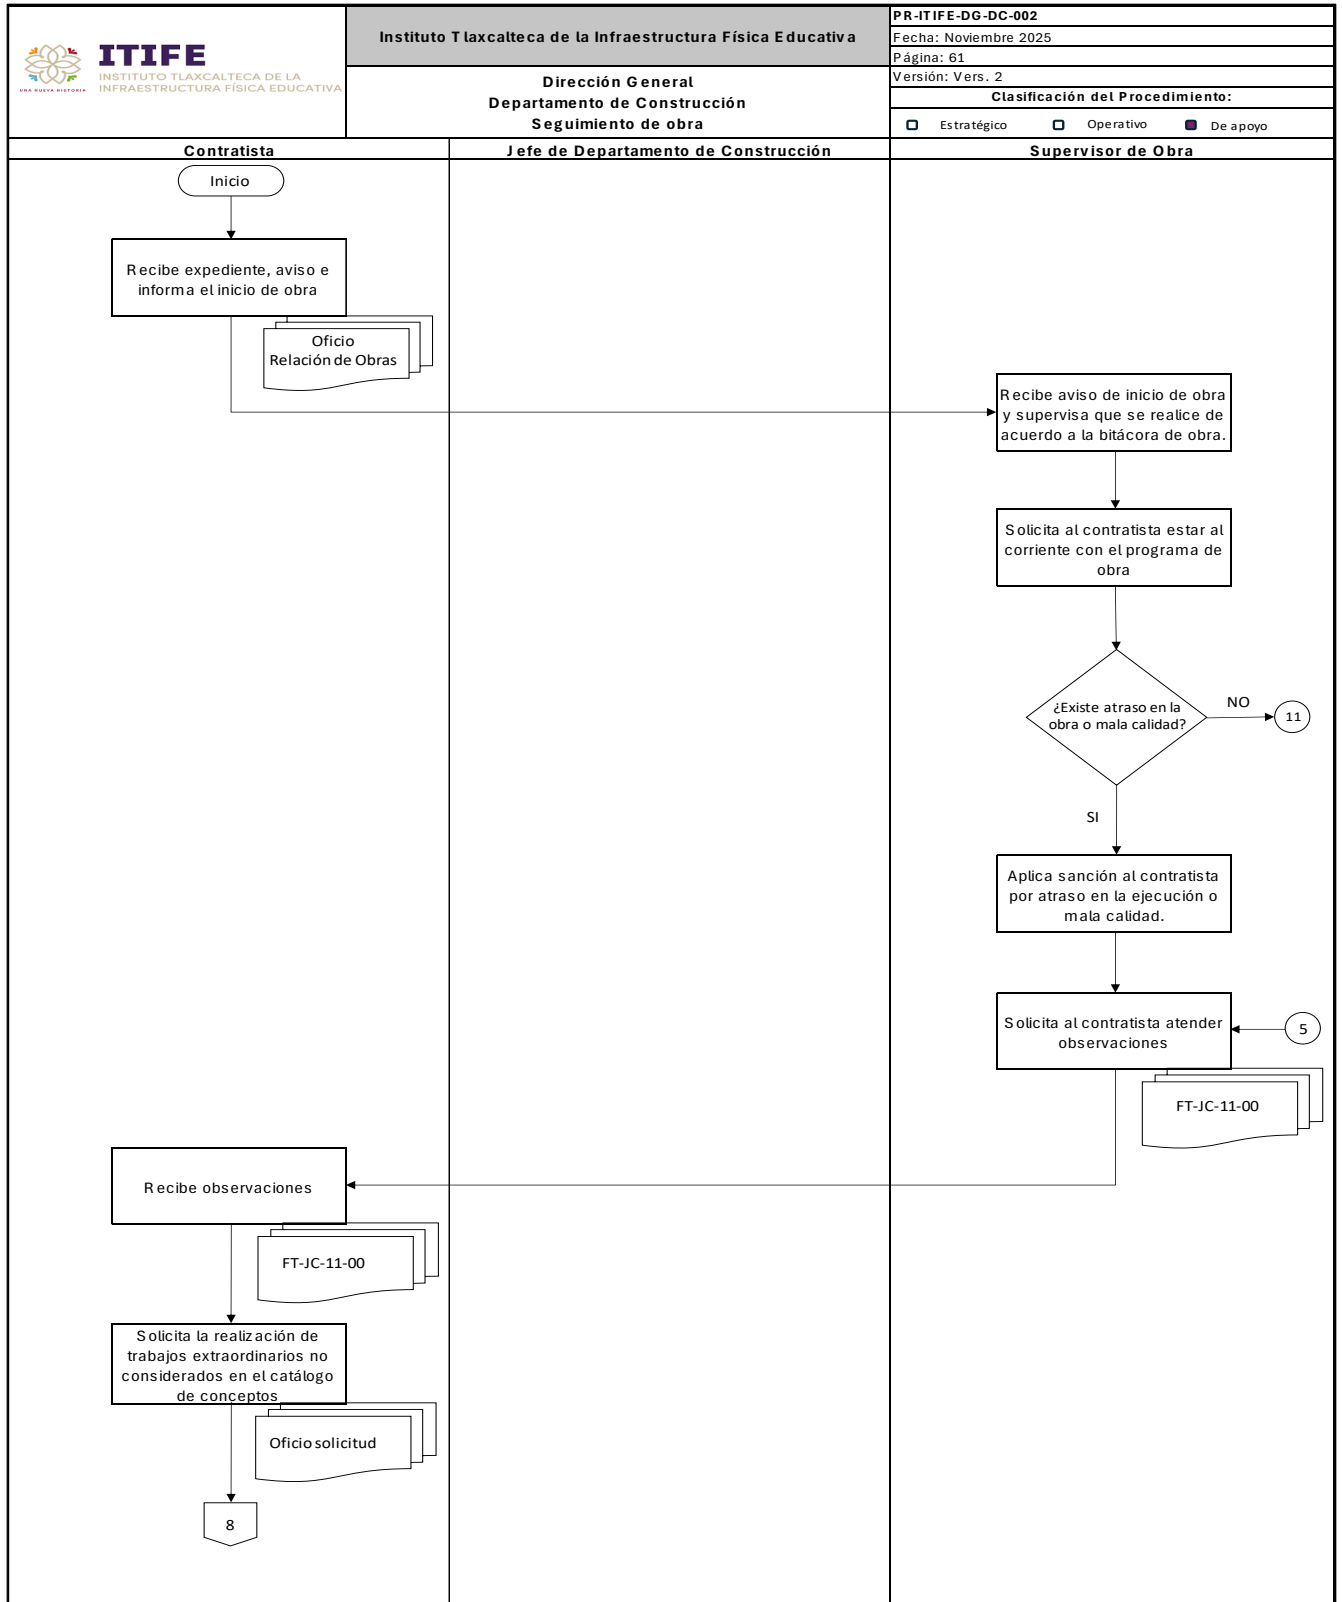 ITIFE
INSTITUTO TLAXCALTECA DE LA
INFRAESTRUCTURA FÍSICA EDUCATIVA
UNA NUEVA HISTORIA
Instituto Tlaxcalteca de la Infraestructura Física Educativa
Dirección General
Departamento de Construcción
Seguimiento de obra
PR-ITIFE-DG-DC-002
Fecha: Noviembre 2025
Página: 61
Versión: Vers. 2
Clasificación del Procedimiento:
Estratégico Operativo De apoyo
Contratista Jefe de Departamento de Construcción Supervisor de Obra
Inicio
Recibe expediente, aviso e
informa el inicio de obra
Oficio
Relación de Obras
Recibe aviso de inicio de obra
y supervisa que se realice de
acuerdo a la bitácora de obra.
Solicita al contratista estar al
corriente con el programa de
obra
¿Existe atraso en la
obra o mala calidad?
NO
11
SI
Aplica sanción al contratista
por atraso en la ejecución o
mala calidad.
Solicita al contratista atender
observaciones
5
FT-JC-11-00
Recibe observaciones
FT-JC-11-00
Solicita la realización de
trabajos extraordinarios no
considerados en el catálogo
de conceptos
Oficio solicitud
8